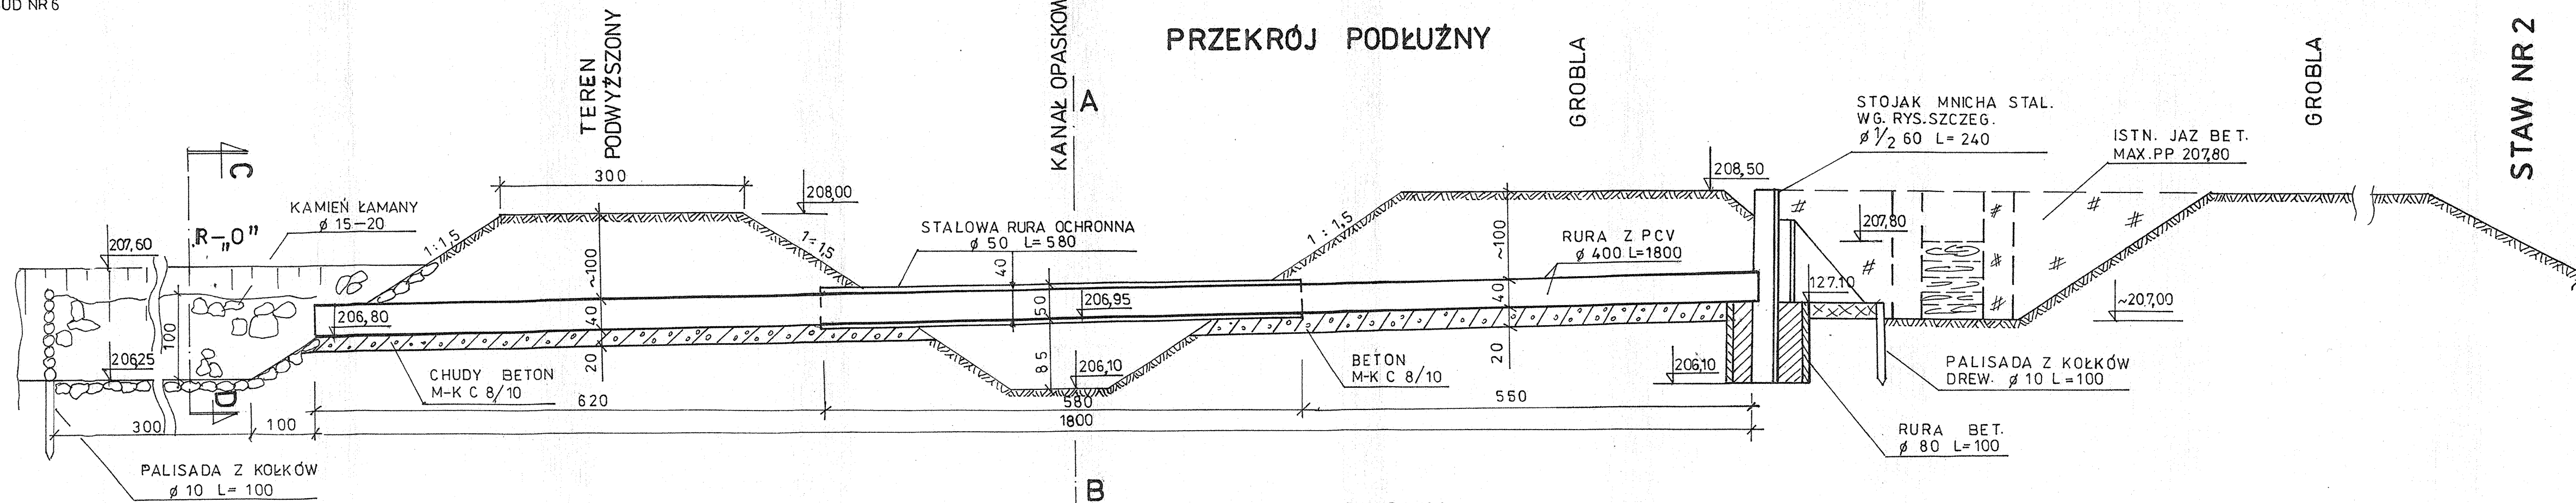 UD NR 6
PRZEKRÓJ PODŁUŻNY
TEREN
PODWYŻSZONY
KANAŁ OPASKOW
A
GROBLA
GROBLA
STAW NR 2
STOJAK MNICHA STAL.
WG. RYS.SZCZEG.
ø 1/2 60 L= 240
ISTN. JAZ BET.
MAX.PP 207,80
C
300
208,00
208,50
KAMIEŃ ŁAMANY
ø 15-20
R-„0”
207,60
1:1,5
1:1,5
STALOWA RURA OCHRONNA
ø 50 L= 580
1:1,5
RURA Z PCV
ø 400 L=1800
207,80
~100
40
~100
206,80
40
50
206,95
40
127.10
~207,00
100
206,25
20
85
206,10
20
206,10
CHUDY BETON
M-K C 8/10
BETON
M-K C 8/10
PALISADA Z KOŁKÓW
DREW. ø 10 L=100
D
620
580
550
300
100
1800
RURA BET.
ø 80 L=100
PALISADA Z KOŁKÓW
ø 10 L= 100
B